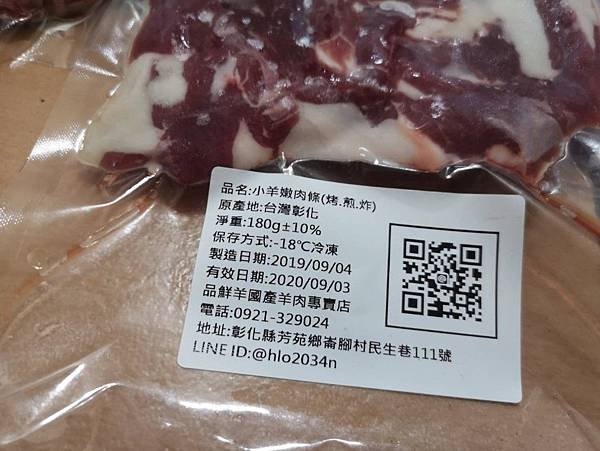 品名:小羊嫩肉條(烤.煎.炸)
原產地:台灣彰化
淨重:180g±10%
保存方式:-18℃冷凍
製造日期:2019/09/04
有效日期:2020/09/03
品鮮羊國產羊肉專賣店
電話:0921-329024
地址:彰化縣芳苑鄉崙腳村民生巷111號
LINE ID:@hlo2034n